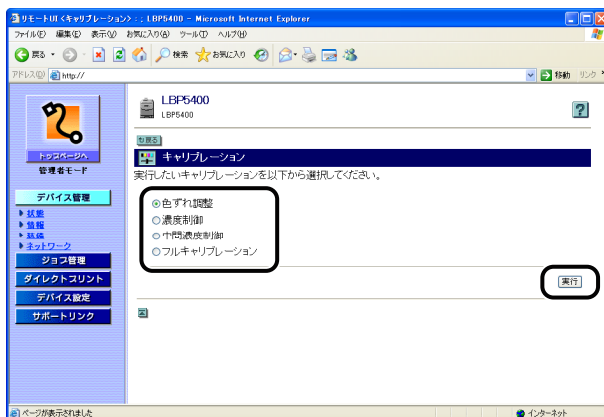 リモートUI <キャリブレーション> : ; LBP5400 - Microsoft Internet Explorer
ファイル(F) 編集(E) 表示(V) お気に入り(A) ツール(T) ヘルプ(H)
戻る 検索 お気に入り
アドレス(D) http:// 移動 リンク
LBP5400
LBP5400
トップページへ
管理者モード
戻る
キャリブレーション
実行したいキャリブレーションを以下から選択してください。
デバイス管理
状態
情報
装備
ネットワーク
ジョブ管理
ダイレクトプリント
デバイス設定
サポートリンク
色ずれ調整
濃度制御
中間濃度制御
フルキャリブレーション
実行
ページが表示されました インターネット